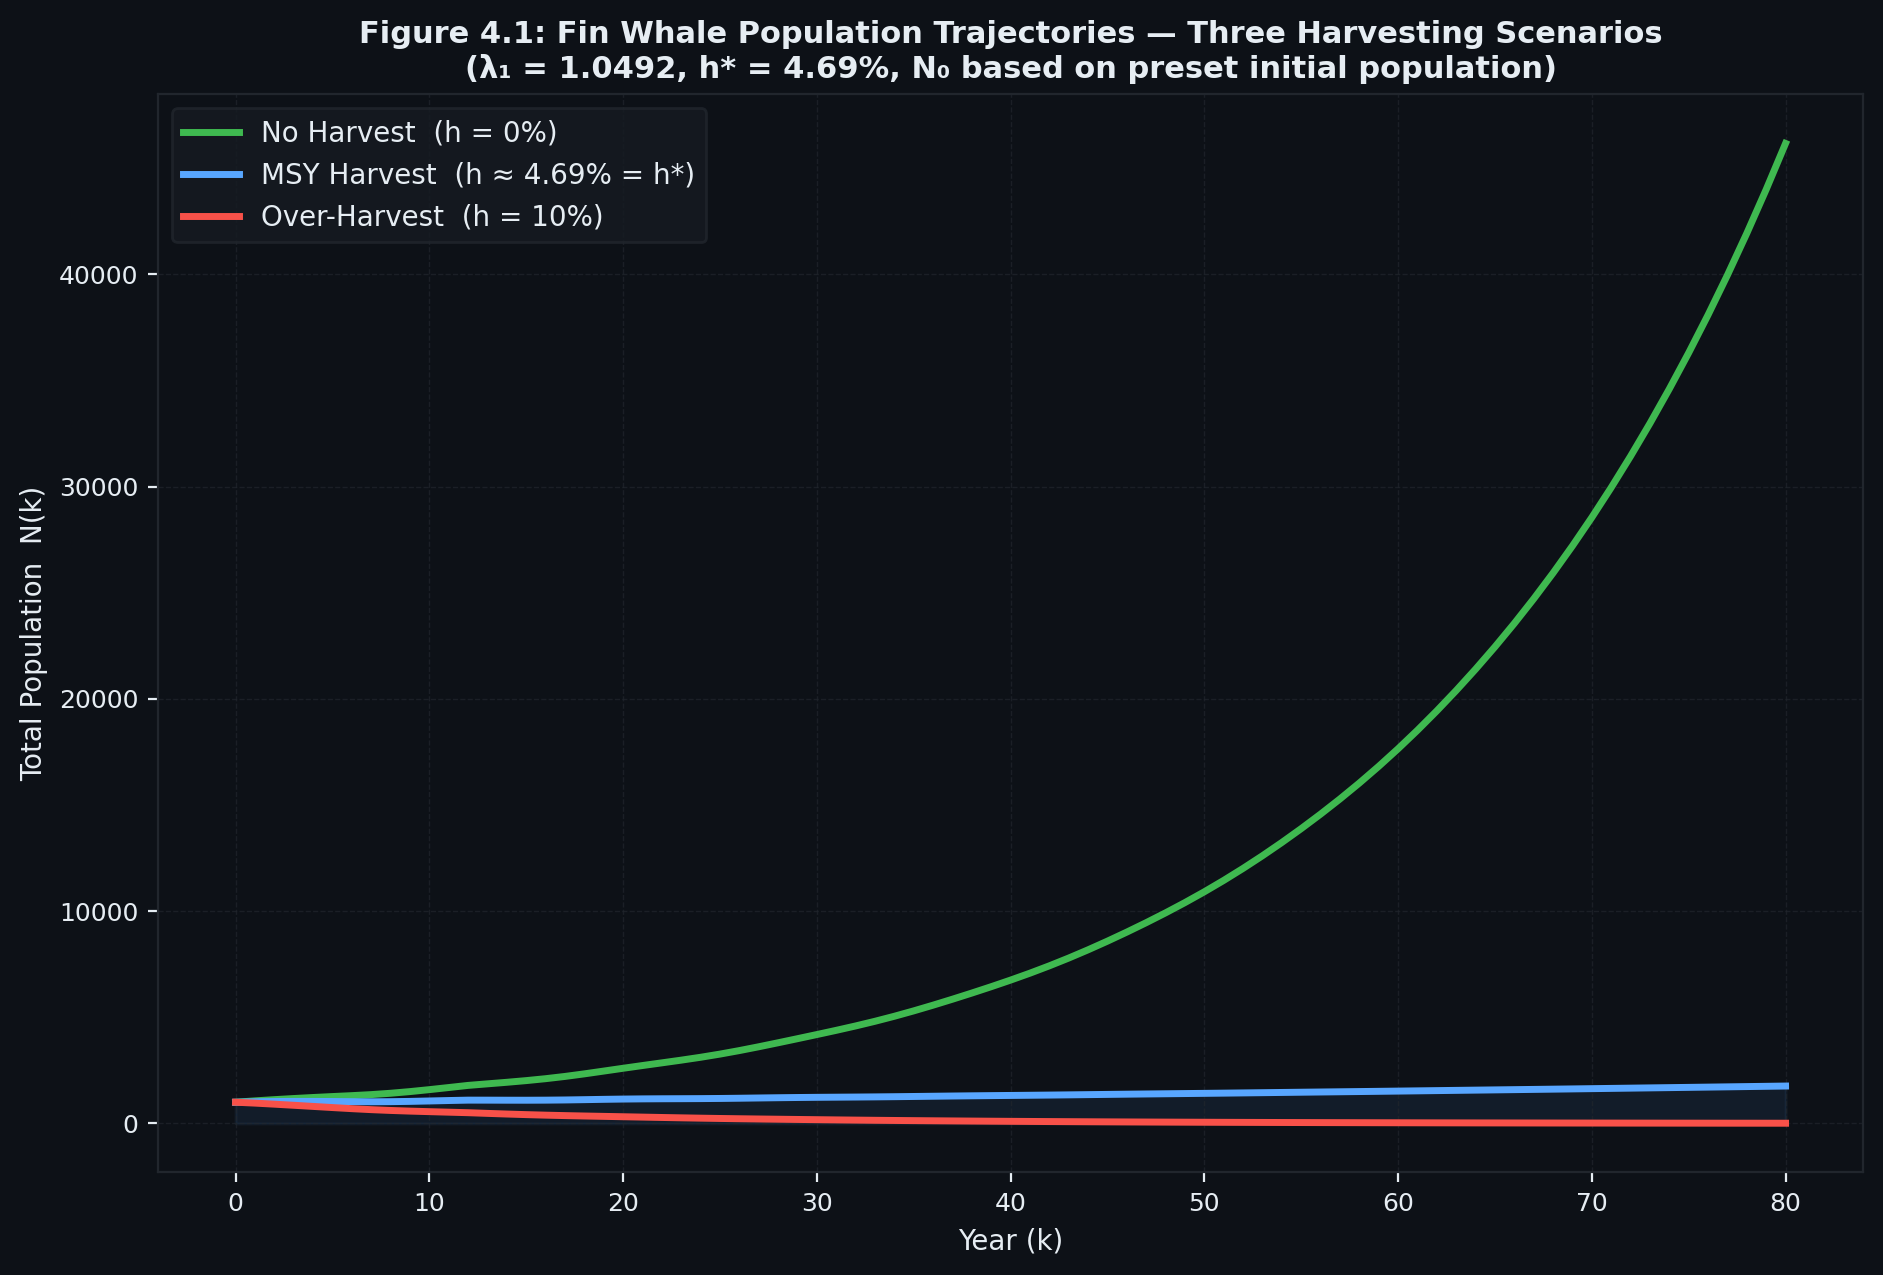 Figure 4.1: Fin Whale Population Trajectories — Three Harvesting Scenarios
(λ₁ = 1.0492, h* = 4.69%, N₀ based on preset initial population)
No Harvest (h = 0%)
MSY Harvest (h ≈ 4.69% = h*)
Over-Harvest (h = 10%)
Total Population N(k)
40000
30000
20000
10000
0
0 10 20 30 40 50 60 70 80
Year (k)